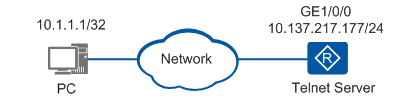 GE1/0/0
10.1.1.1/32
10.137.217.177/24
Network
R
PC
Telnet Server